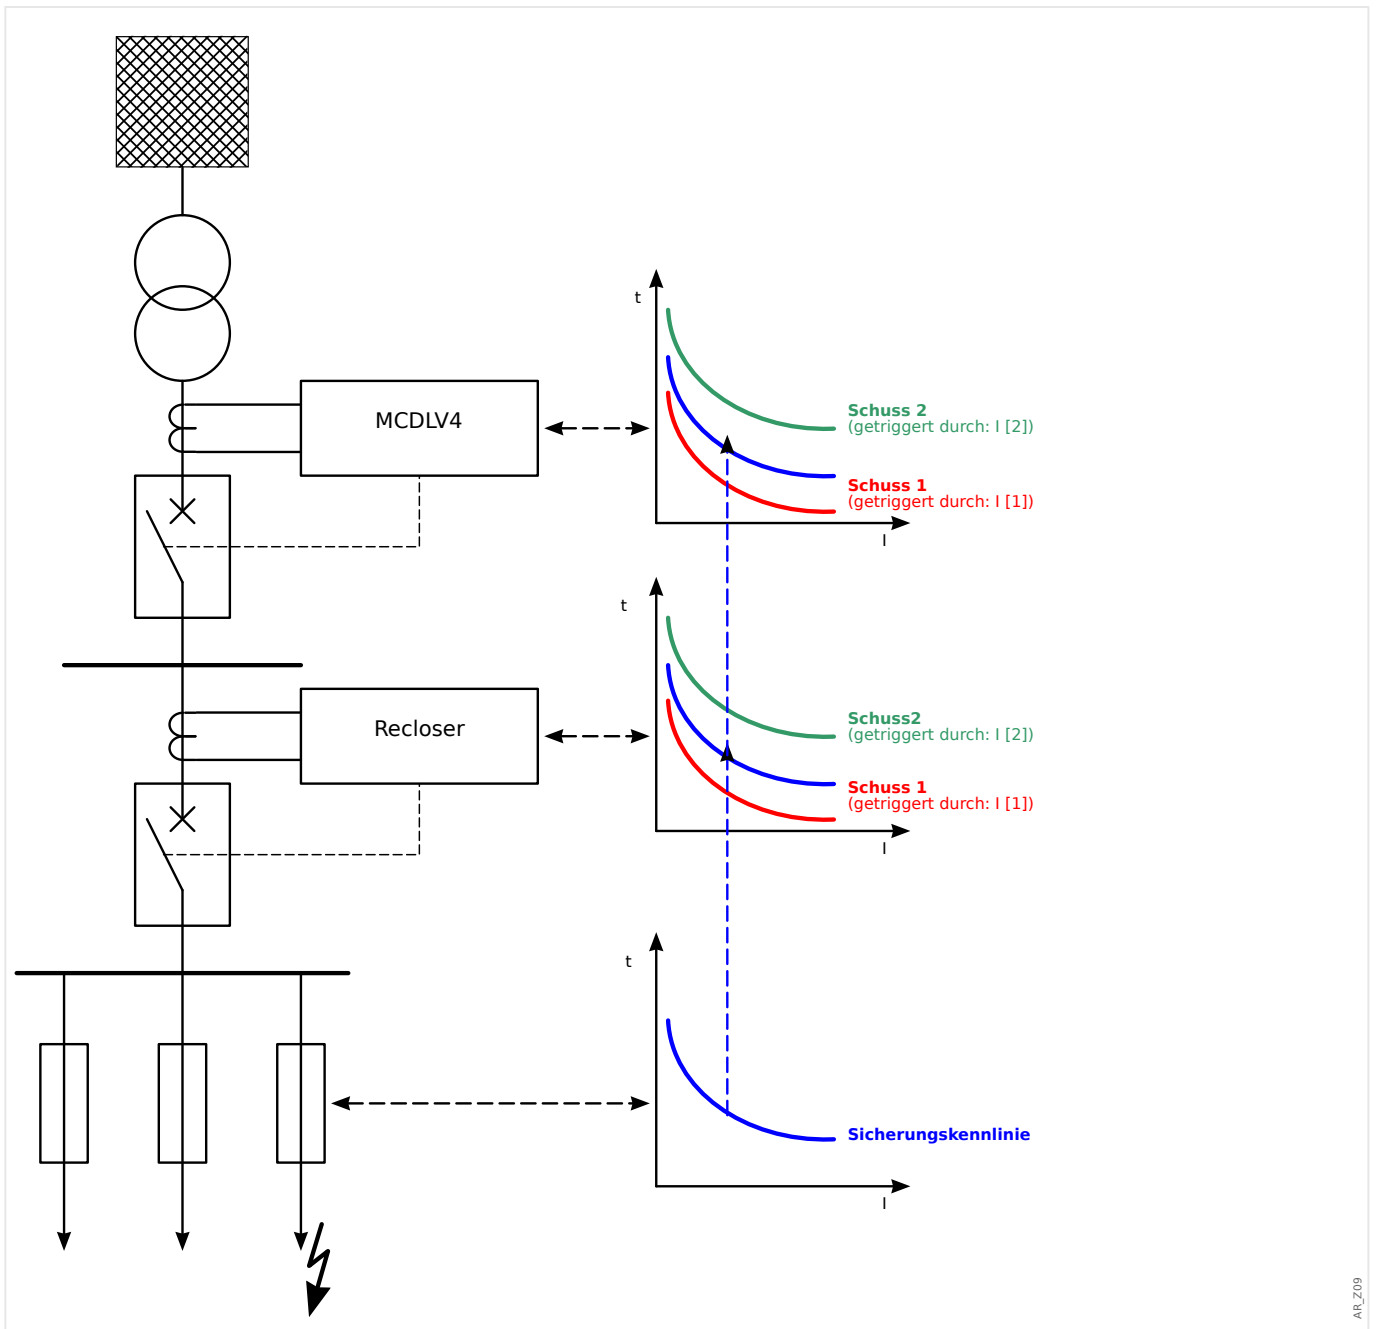 t
MCDLV4
Schuss 2
(getriggert durch: I [2])
Schuss 1
(getriggert durch: I [1])
I
t
Recloser
Schuss2
(getriggert durch: I [2])
Schuss 1
(getriggert durch: I [1])
I
t
Sicherungskennlinie
I
AR_Z09